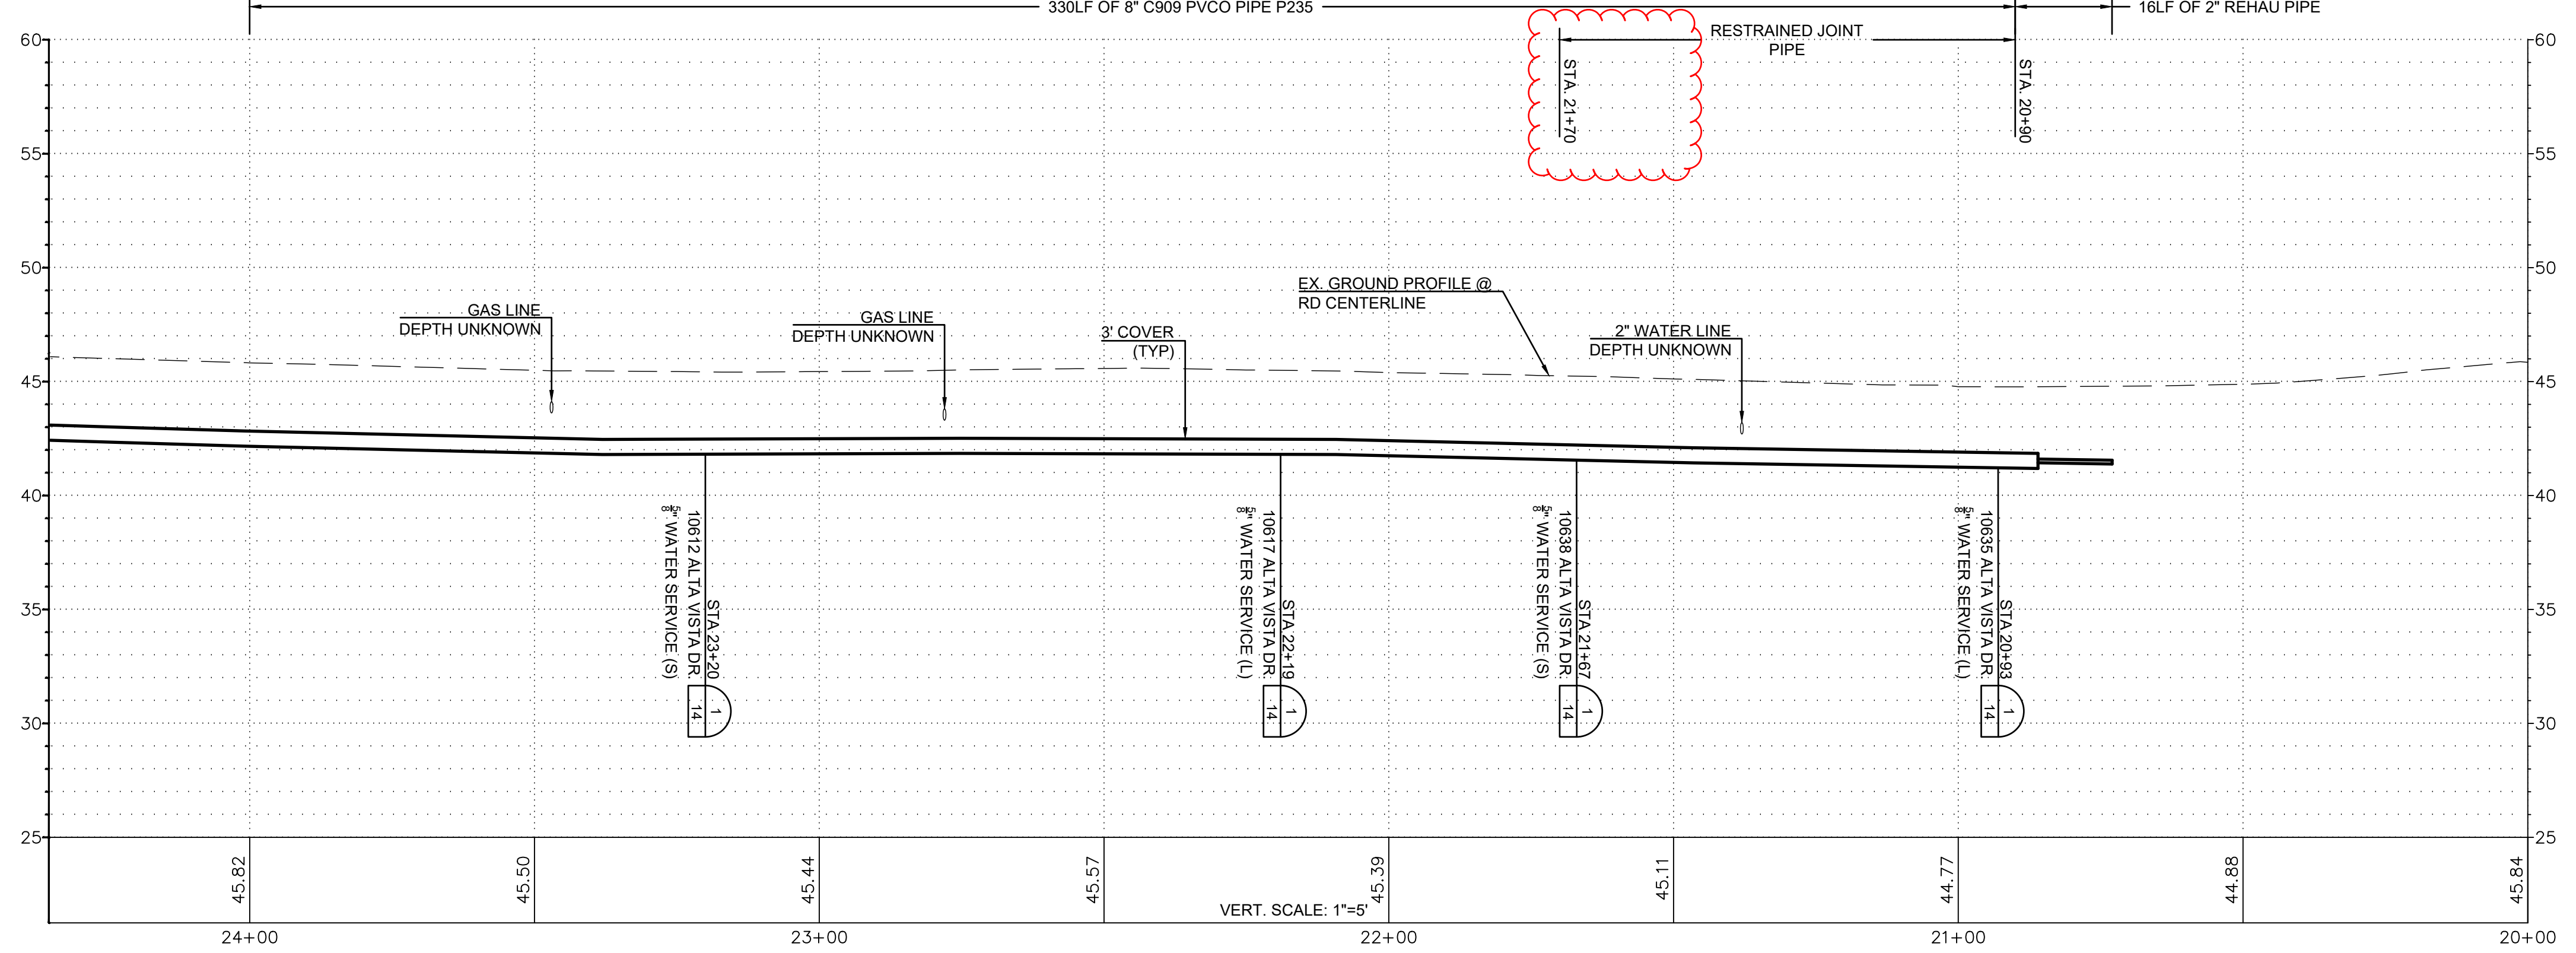 330LF OF 8" C909 PVCO PIPE P235
16LF OF 2" REHAU PIPE
RESTRAINED JOINT
PIPE
STA. 21+70
STA. 20+90
60
55
50
45
40
35
30
25
60
55
50
45
40
35
30
25
GAS LINE
DEPTH UNKNOWN
GAS LINE
DEPTH UNKNOWN
3' COVER
(TYP)
EX. GROUND PROFILE @
RD CENTERLINE
2" WATER LINE
DEPTH UNKNOWN
STA 23+20
10612 ALTA VISTA DR.
5/8" WATER SERVICE (S)
1
14
STA 22+19
10617 ALTA VISTA DR.
5/8" WATER SERVICE (L)
1
14
STA 21+67
10638 ALTA VISTA DR.
5/8" WATER SERVICE (S)
1
14
STA 20+93
10635 ALTA VISTA DR.
5/8" WATER SERVICE (L)
1
14
45.82
45.50
45.44
45.57
45.39
45.11
44.77
44.88
45.84
VERT. SCALE: 1"=5'
24+00
23+00
22+00
21+00
20+00